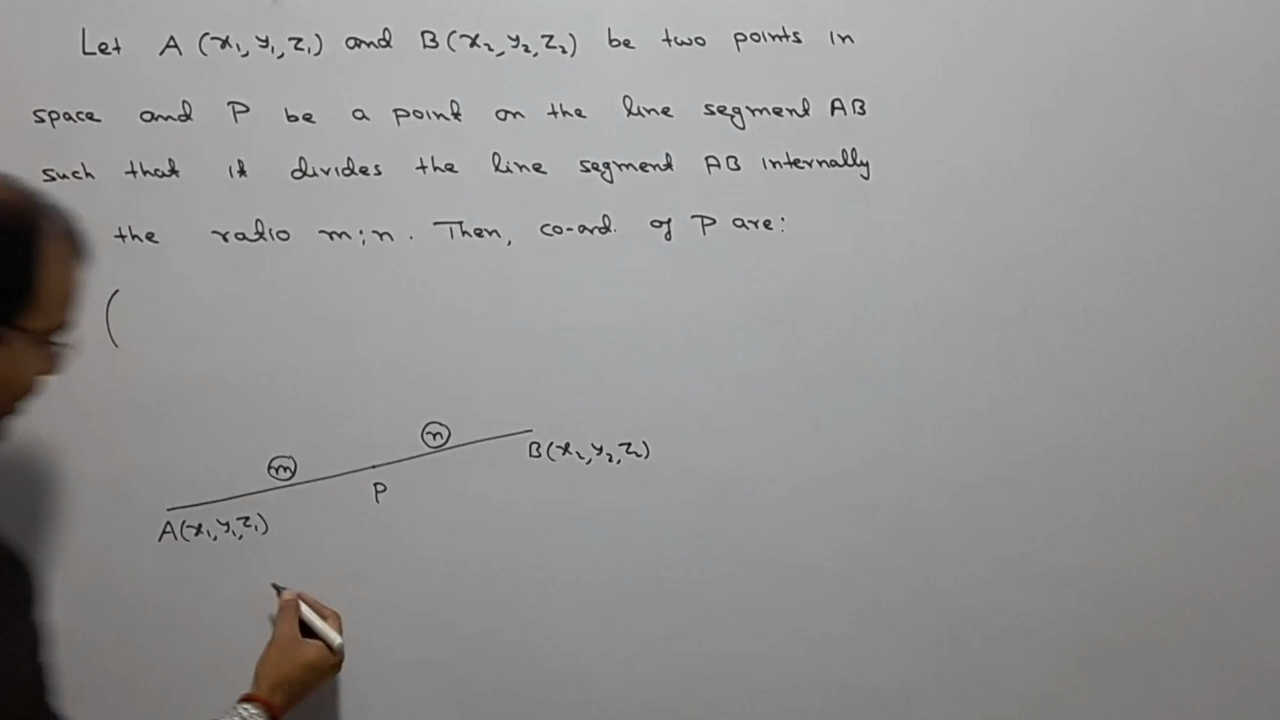 Let A (x₁, y₁, z₁) and B(x₂, y₂, z₂) be two points in
space and P be a point on the line segment AB
such that it divides the line segment AB internally
the ratio m:n. Then, co-ord. of P are:
(
n
m
B(x₂, y₂, z₂)
P
A(x₁, y₁, z₁)